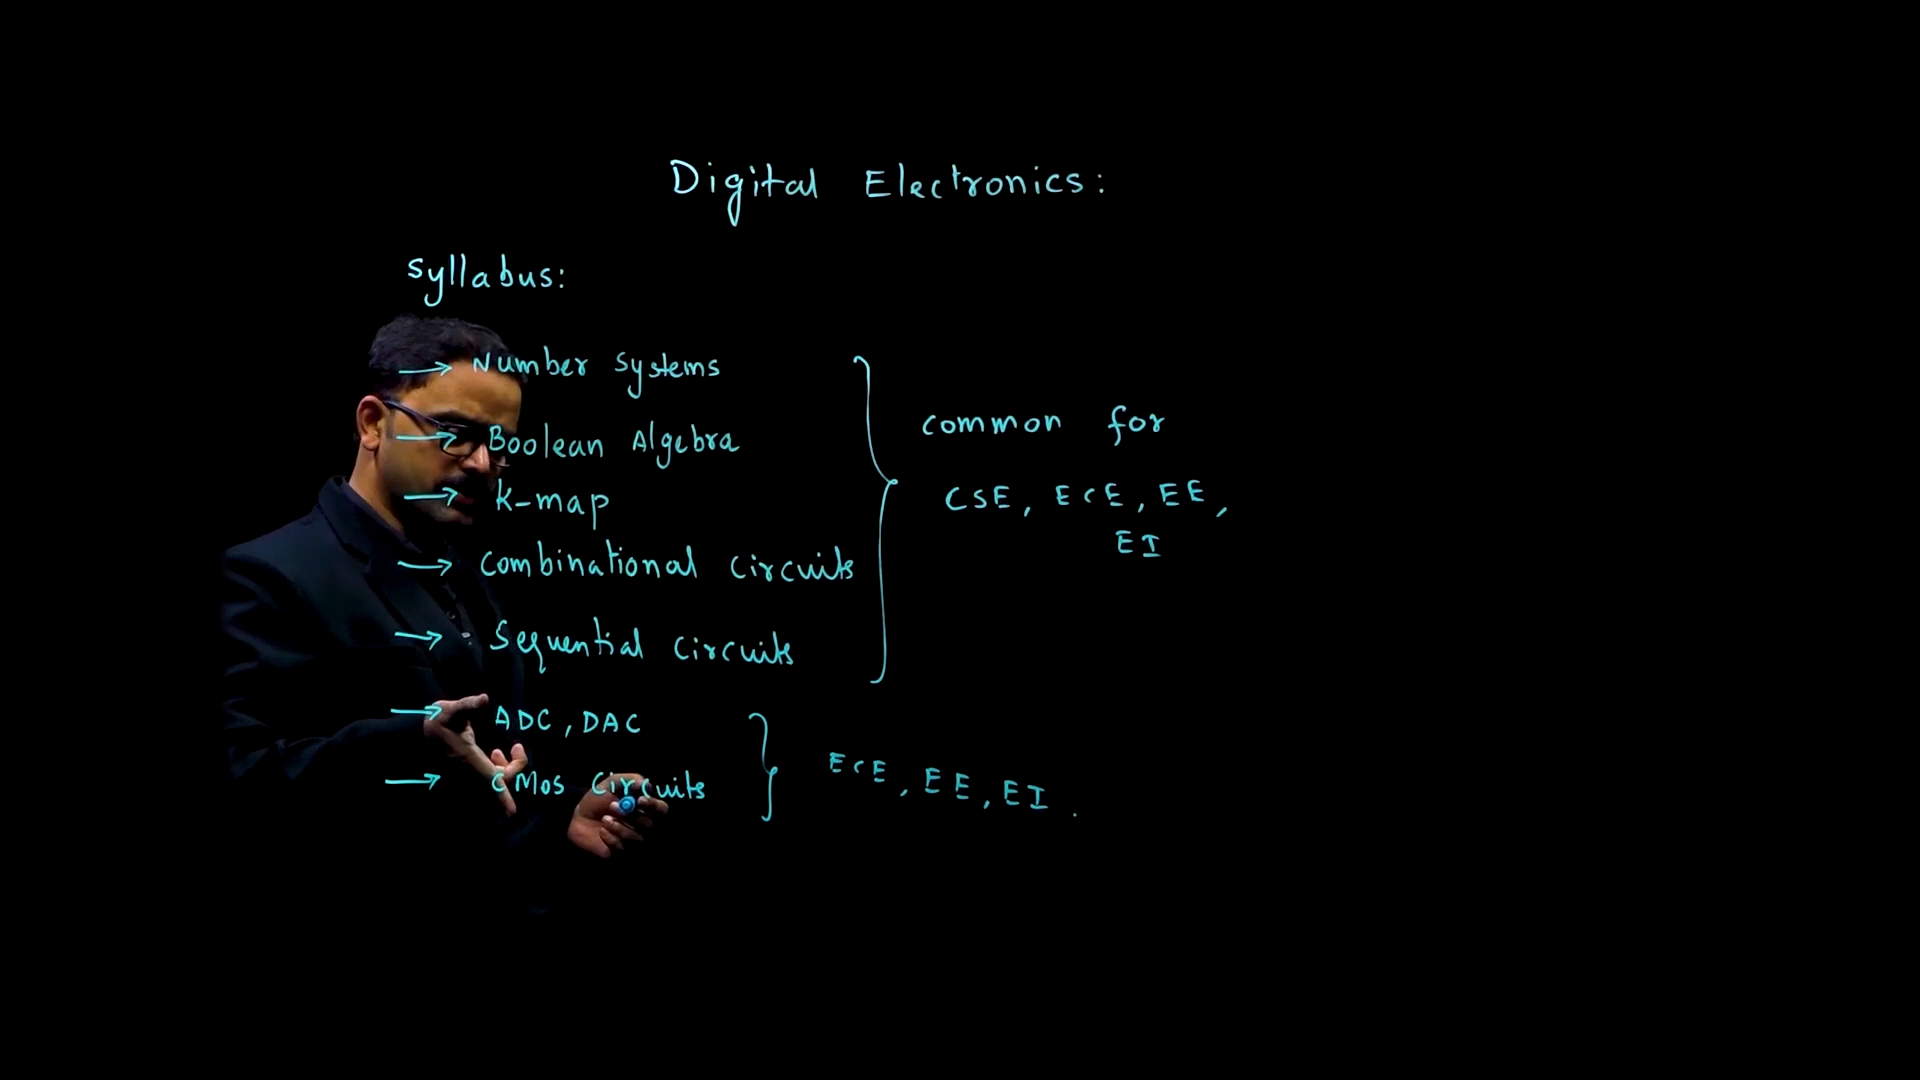 Digital Electronics:
Syllabus:
→ Number Systems
→ Boolean Algebra
→ K-map
→ Combinational Circuits
→ Sequential Circuits
common for
CSE, ECE, EE,
EI
→ ADC, DAC
→ CMOS Circuits
ECE, EE, EI.